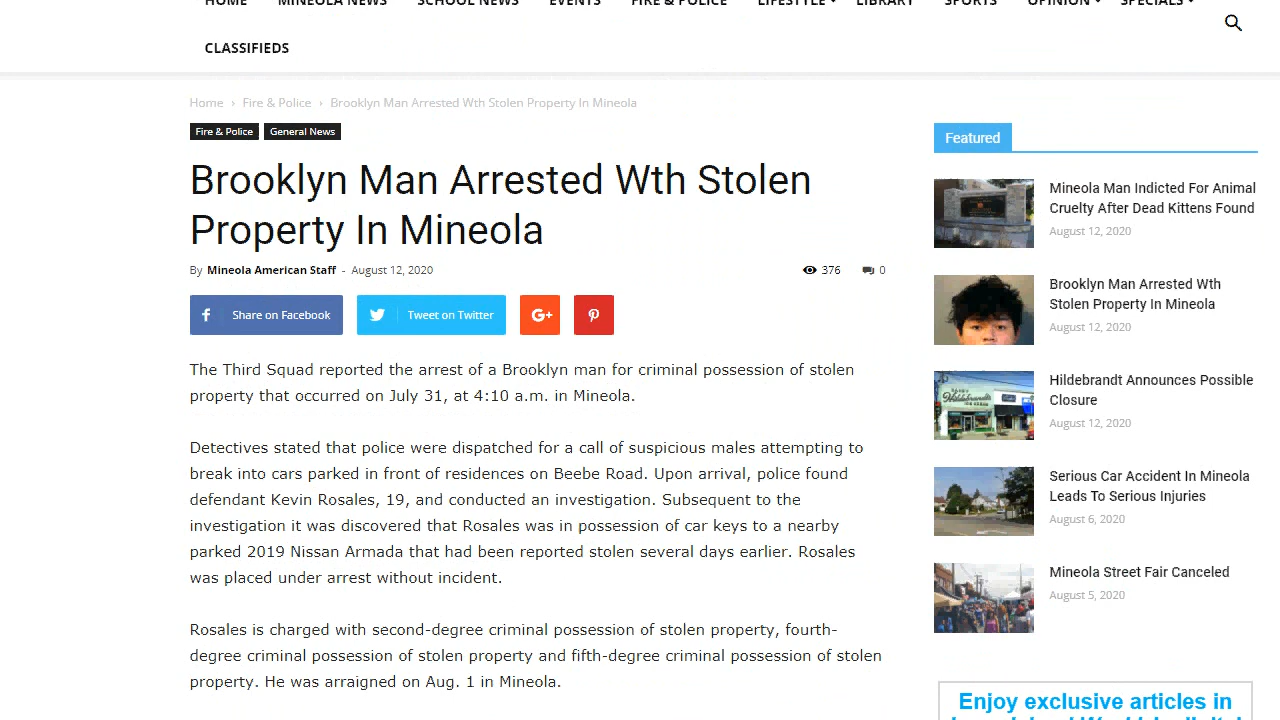 HOME MINEOLA NEWS SCHOOL NEWS EVENTS FIRE & POLICE LIFESTYLE LIBRARY SPORTS OPINION SPECIALS
CLASSIFIEDS
Home › Fire & Police › Brooklyn Man Arrested Wth Stolen Property In Mineola
Fire & Police General News
Brooklyn Man Arrested Wth Stolen
Property In Mineola
By Mineola American Staff - August 12, 2020 376 0
Share on Facebook Tweet on Twitter G+
The Third Squad reported the arrest of a Brooklyn man for criminal possession of stolen
property that occurred on July 31, at 4:10 a.m. in Mineola.
Detectives stated that police were dispatched for a call of suspicious males attempting to
break into cars parked in front of residences on Beebe Road. Upon arrival, police found
defendant Kevin Rosales, 19, and conducted an investigation. Subsequent to the
investigation it was discovered that Rosales was in possession of car keys to a nearby
parked 2019 Nissan Armada that had been reported stolen several days earlier. Rosales
was placed under arrest without incident.
Rosales is charged with second-degree criminal possession of stolen property, fourth-
degree criminal possession of stolen property and fifth-degree criminal possession of stolen
property. He was arraigned on Aug. 1 in Mineola.
Featured
Mineola Man Indicted For Animal
Cruelty After Dead Kittens Found
August 12, 2020
Brooklyn Man Arrested Wth
Stolen Property In Mineola
August 12, 2020
Hildebrandt Announces Possible
Closure
August 12, 2020
Serious Car Accident In Mineola
Leads To Serious Injuries
August 6, 2020
Mineola Street Fair Canceled
August 5, 2020
Enjoy exclusive articles in